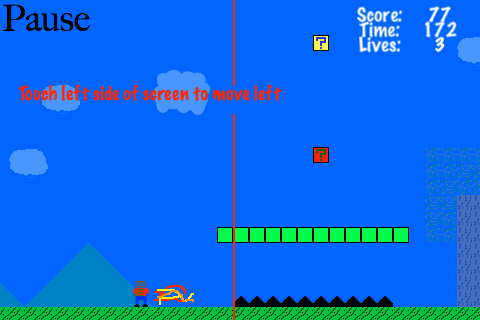 Pause
Score: 77
Time: 172
Lives: 3
?
Touch left side of screen to move left
?